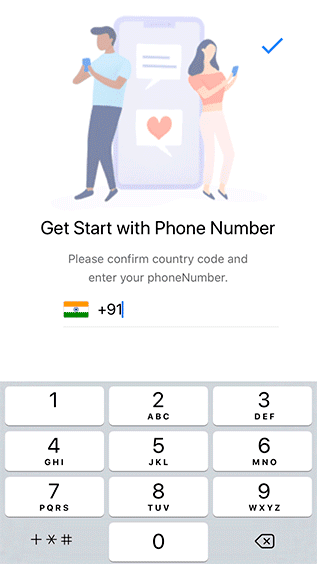 Get Start with Phone Number
Please confirm country code and
enter your phoneNumber.
+91
1 2 3
ABC DEF
4 5 6
GHI JKL MNO
7 8 9
PQRS TUV WXYZ
+*# 0